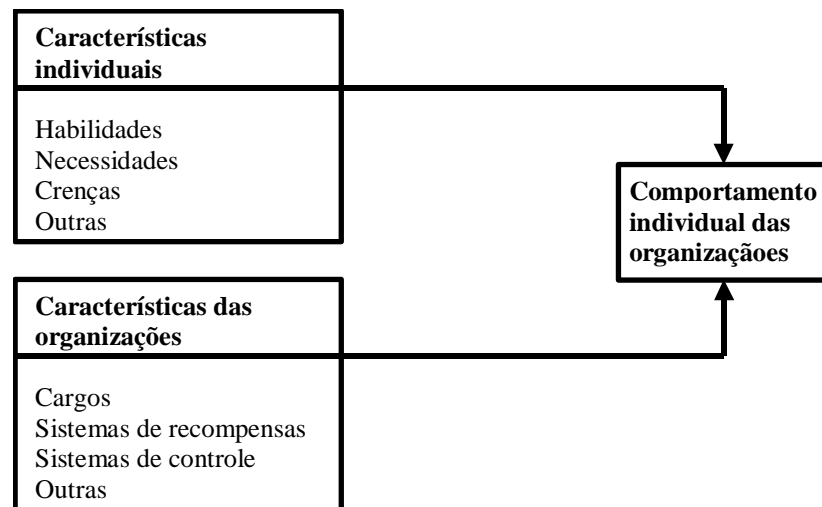 Características
individuais
Habilidades
Necessidades
Crenças
Outras
Comportamento
individual das
organizaçãoes
Características das
organizações
Cargos
Sistemas de recompensas
Sistemas de controle
Outras